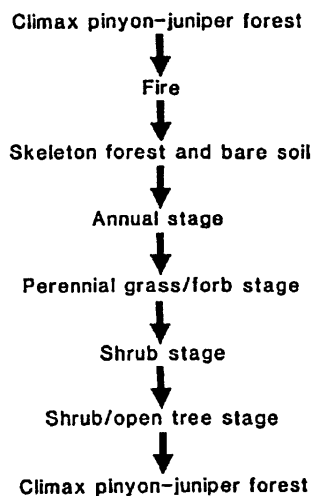 Climax pinyon-juniper forest
Fire
Skeleton forest and bare soil
Annual stage
Perennial grass/forb stage
Shrub stage
Shrub/open tree stage
Climax pinyon-juniper forest